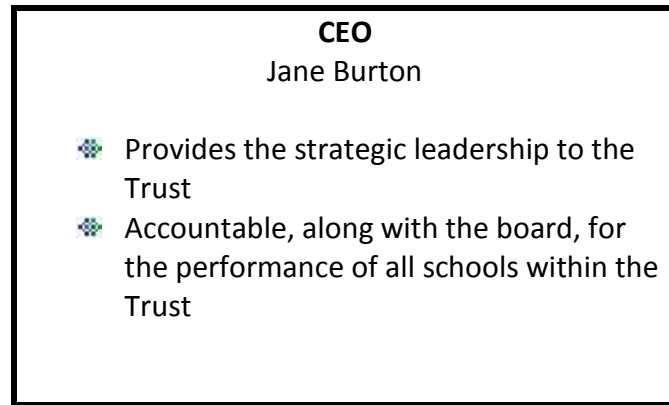 CEO
Jane Burton
Provides the strategic leadership to the
Trust
Accountable, along with the board, for
the performance of all schools within the
Trust